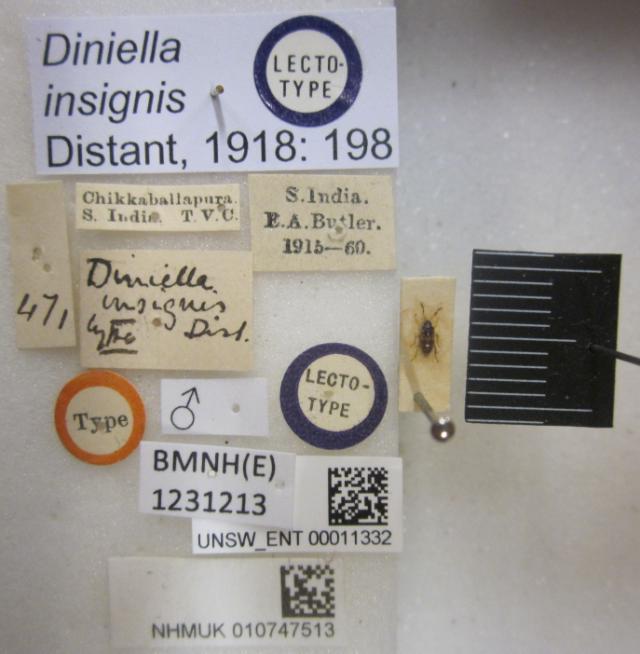 Diniella
insignis
Distant, 1918: 198
LECTO-
TYPE
Chikkaballapura.
S. India. T.V.C.
S.India.
E.A.Butler.
1915—60.
471
Diniella
insignis
type Dist.
LECTO-
TYPE
Type
♂
BMNH(E)
1231213
UNSW_ENT 00011332
NHMUK 010747513